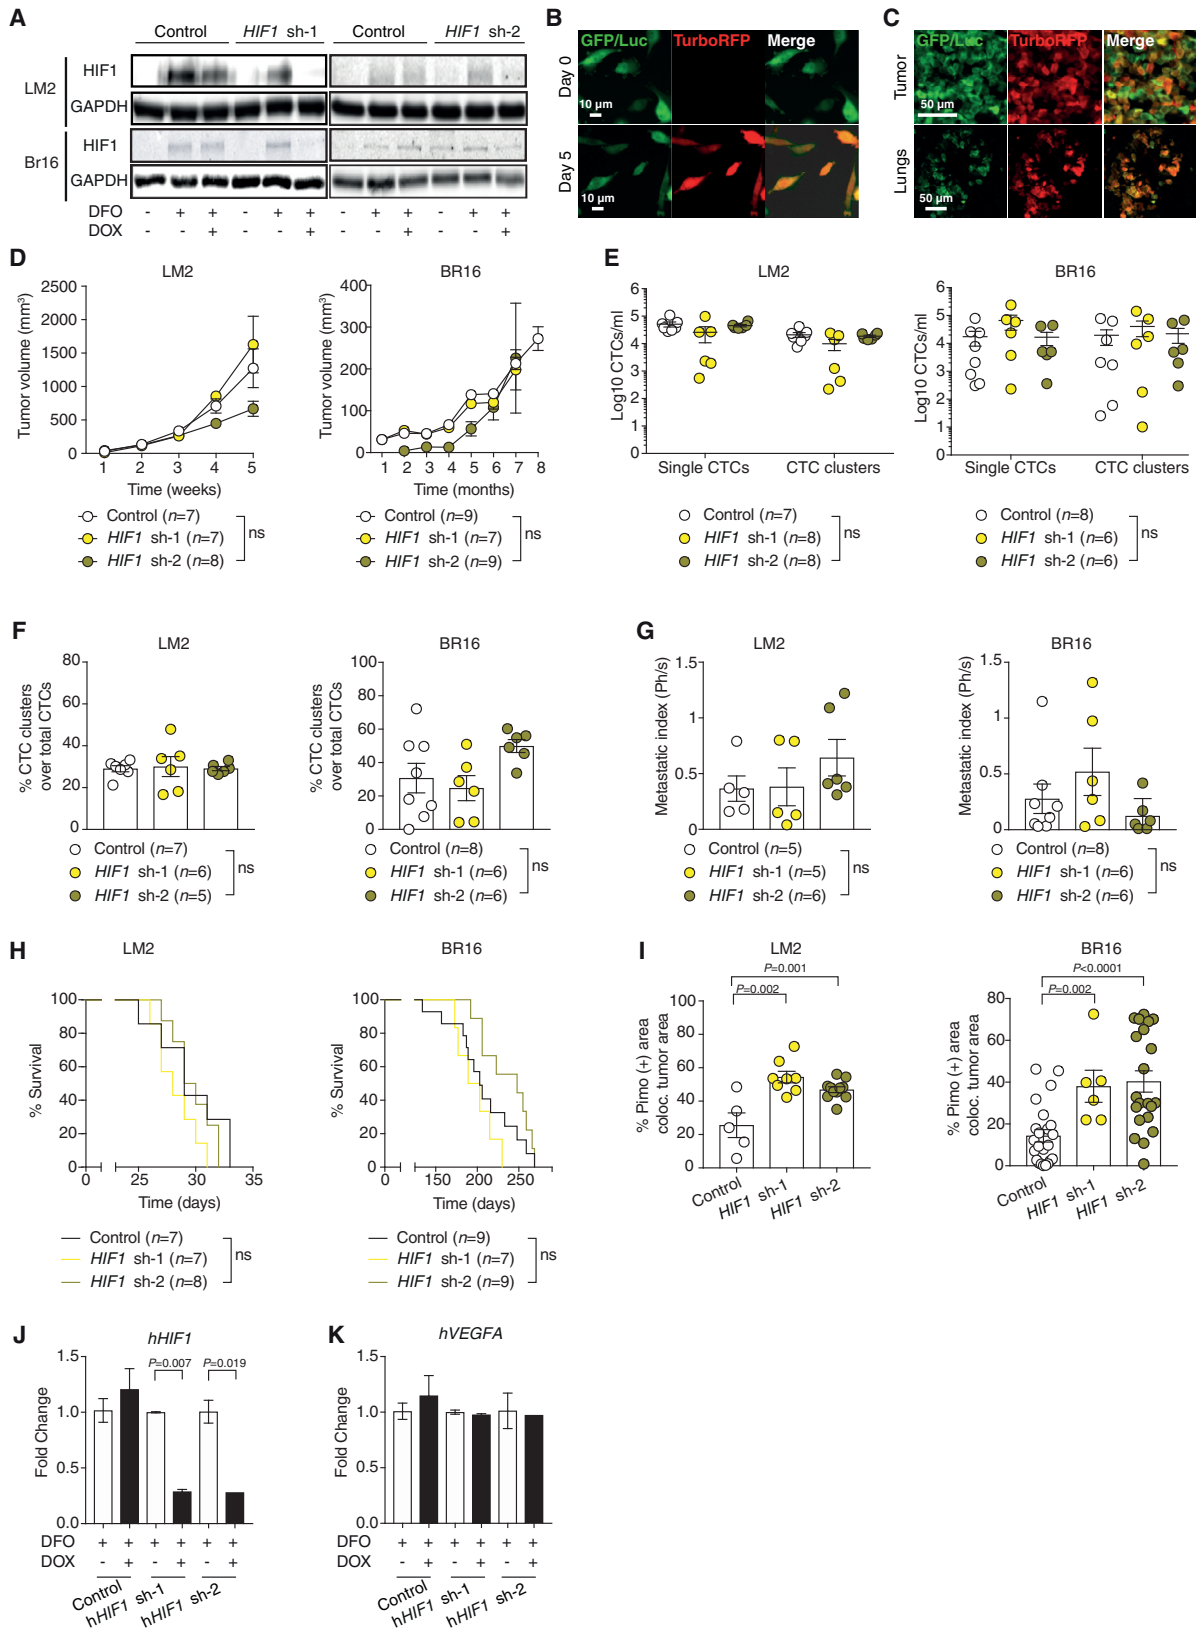 A
Control HIF1 sh-1 Control HIF1 sh-2
LM2
HIF1
GAPDH
Br16
HIF1
GAPDH
DFO - + + - + + - + + - + +
DOX - - + - - + - - + - - +
B
GFP/Luc TurboRFP Merge
Day 0
10 µm
Day 5
10 µm
C
GFP/Luc TurboRFP Merge
Tumor
50 µm
Lungs
50 µm
D
LM2
Tumor volume (mm³)
2500
2000
1500
1000
500
0
1 2 3 4 5
Time (weeks)
Control (n=7)
HIF1 sh-1 (n=7)
HIF1 sh-2 (n=8)
ns
BR16
Tumor volume (mm³)
400
300
200
100
0
1 2 3 4 5 6 7 8
Time (months)
Control (n=9)
HIF1 sh-1 (n=7)
HIF1 sh-2 (n=9)
ns
E
LM2
Log10 CTCs/ml
6
5
4
3
2
1
0
Single CTCs CTC clusters
Control (n=7)
HIF1 sh-1 (n=8)
HIF1 sh-2 (n=8)
ns
BR16
Log10 CTCs/ml
6
5
4
3
2
1
0
Single CTCs CTC clusters
Control (n=8)
HIF1 sh-1 (n=6)
HIF1 sh-2 (n=6)
ns
F
LM2
% CTC clusters
over total CTCs
80
60
40
20
0
Control (n=7)
HIF1 sh-1 (n=6)
HIF1 sh-2 (n=5)
ns
BR16
% CTC clusters
over total CTCs
100
80
60
40
20
0
Control (n=8)
HIF1 sh-1 (n=6)
HIF1 sh-2 (n=6)
ns
G
LM2
Metastatic index (Ph/s)
1.5
1
0.5
0
Control (n=5)
HIF1 sh-1 (n=5)
HIF1 sh-2 (n=6)
ns
BR16
Metastatic index (Ph/s)
1.5
1
0.5
0
Control (n=8)
HIF1 sh-1 (n=6)
HIF1 sh-2 (n=6)
ns
H
LM2
% Survival
100
80
60
40
20
0
0 25 30 35
Time (days)
Control (n=7)
HIF1 sh-1 (n=7)
HIF1 sh-2 (n=8)
ns
BR16
% Survival
100
80
60
40
20
0
0 150 200 250
Time (days)
Control (n=9)
HIF1 sh-1 (n=7)
HIF1 sh-2 (n=9)
ns
I
LM2
P=0.001
P=0.002
% Pimo (+) area
coloc. tumor area
100
80
60
40
20
0
Control
HIF1 sh-1
HIF1 sh-2
BR16
P<0.0001
P=0.002
% Pimo (+) area
coloc. tumor area
80
60
40
20
0
Control
HIF1 sh-1
HIF1 sh-2
J
hHIF1
P=0.007 P=0.019
Fold Change
1.5
1.0
0.5
0.0
DFO + + + + + +
DOX - + - + - +
Control
hHIF1 sh-1
hHIF1 sh-2
K
hVEGFA
Fold Change
1.5
1.0
0.5
0.0
DFO + + + + + +
DOX - + - + - +
Control
hHIF1 sh-1
hHIF1 sh-2